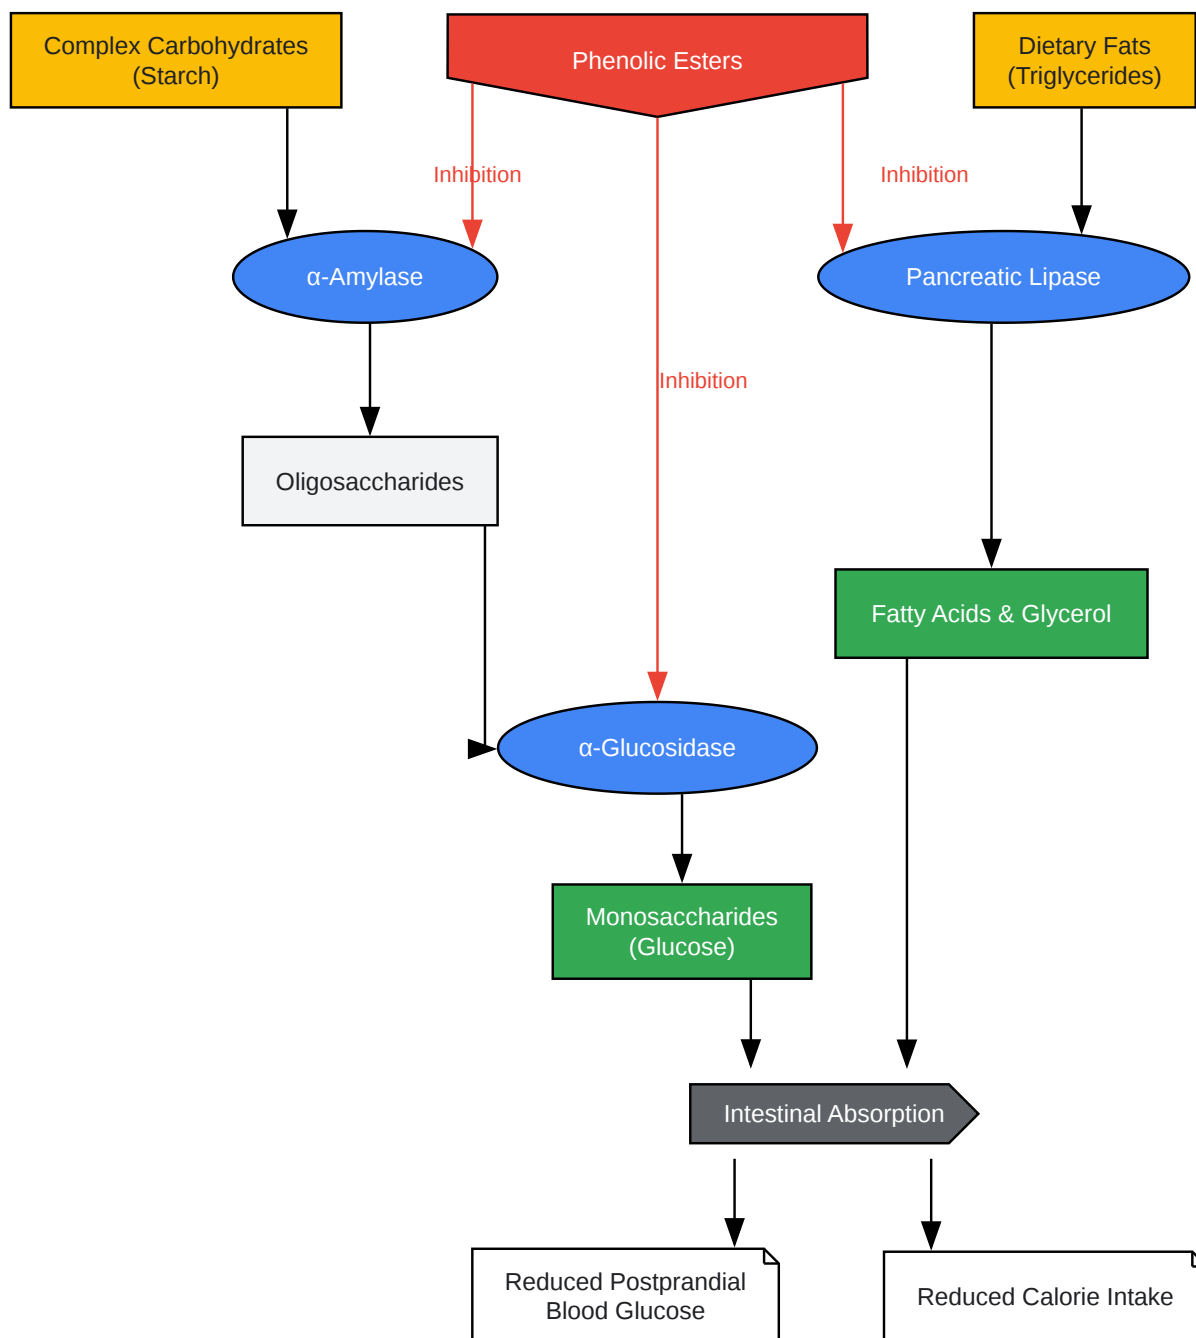 Complex Carbohydrates
(Starch)
Phenolic Esters
Dietary Fats
(Triglycerides)
Inhibition
Inhibition
α-Amylase
Pancreatic Lipase
Inhibition
Oligosaccharides
Fatty Acids & Glycerol
α-Glucosidase
Monosaccharides
(Glucose)
Intestinal Absorption
Reduced Postprandial
Blood Glucose
Reduced Calorie Intake